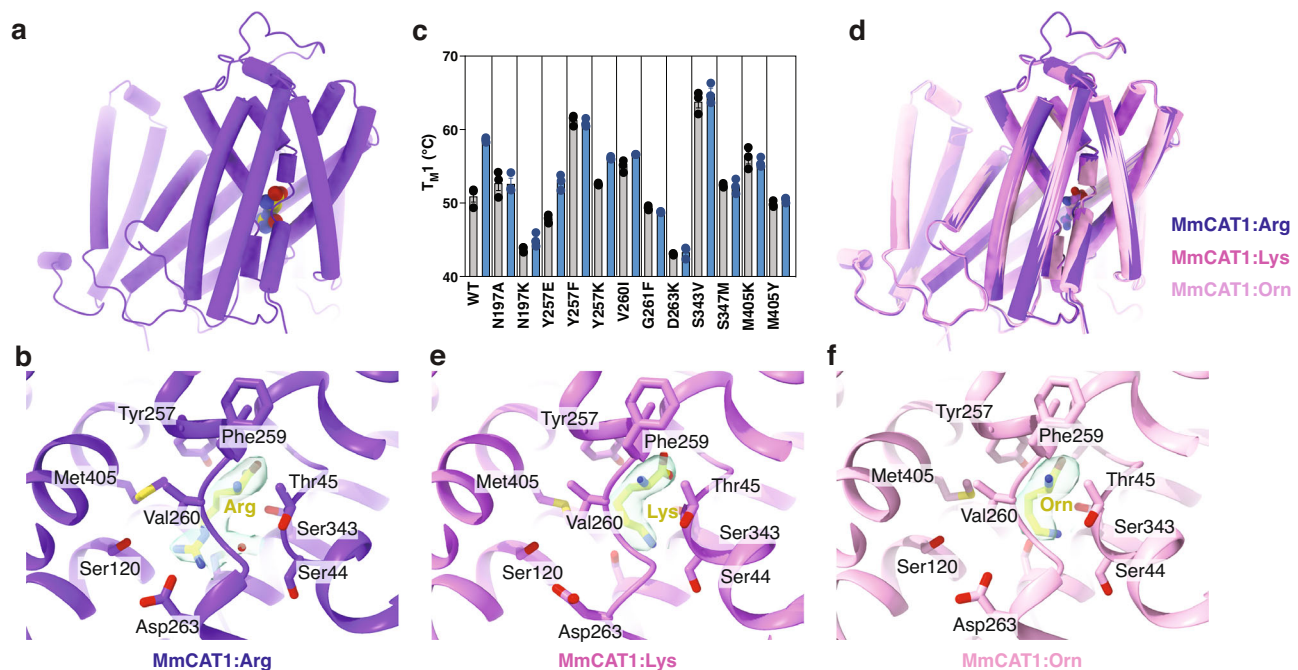 a
c
d
70
60
50
40
TM1 (°C)
WT
N197A
N197K
Y257E
Y257F
Y257K
V260I
G261F
D263K
S343V
S347M
M405K
M405Y
MmCAT1:Arg
MmCAT1:Lys
MmCAT1:Orn
b
Tyr257
Phe259
Met405
Thr45
Arg
Val260
Ser343
Ser120
Ser44
Asp263
MmCAT1:Arg
e
Tyr257
Phe259
Met405
Thr45
Val260
Lys
Ser343
Ser120
Ser44
Asp263
MmCAT1:Lys
f
Tyr257
Phe259
Met405
Thr45
Val260
Orn
Ser343
Ser120
Ser44
Asp263
MmCAT1:Orn